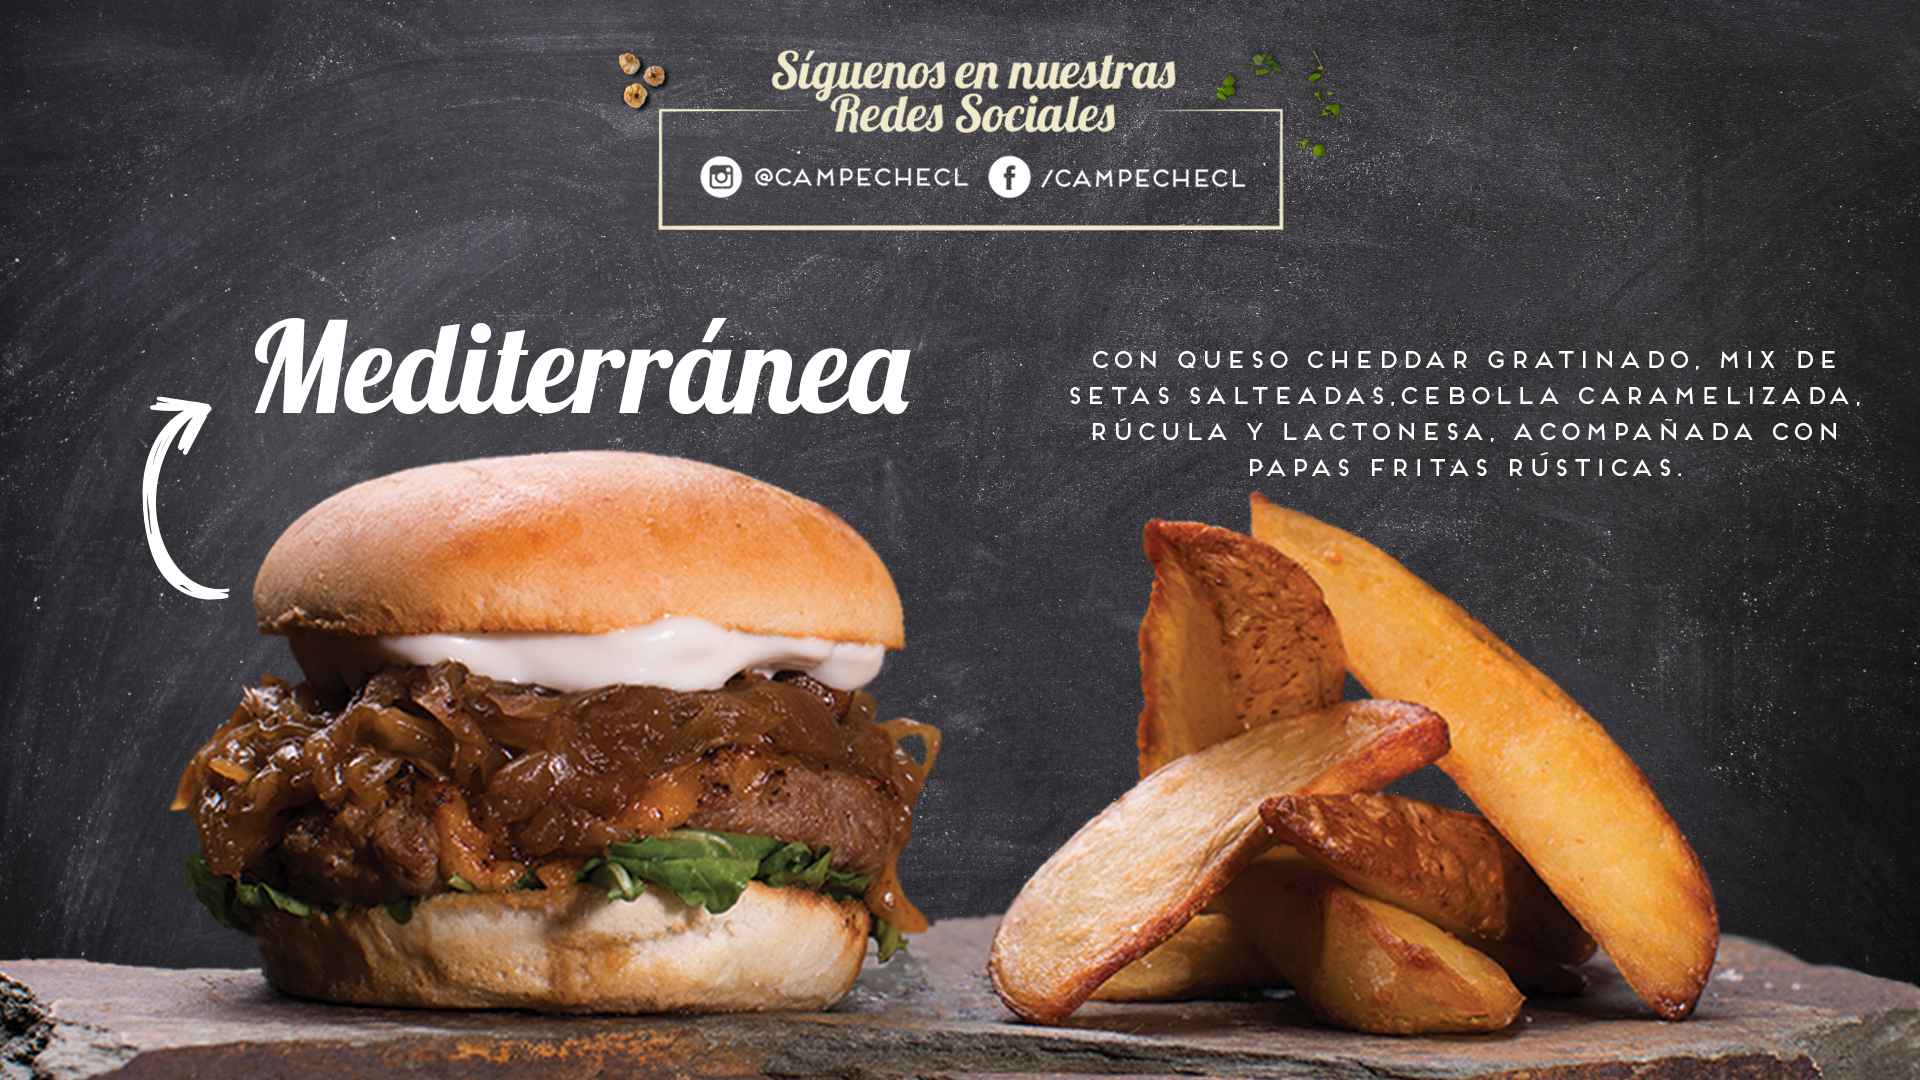 Síguenos en nuestras
Redes Sociales
@CAMPECHECL /CAMPECHECL
Mediterránea
CON QUESO CHEDDAR GRATINADO, MIX DE
SETAS SALTEADAS,CEBOLLA CARAMELIZADA,
RÚCULA Y LACTONESA, ACOMPAÑADA CON
PAPAS FRITAS RÚSTICAS.